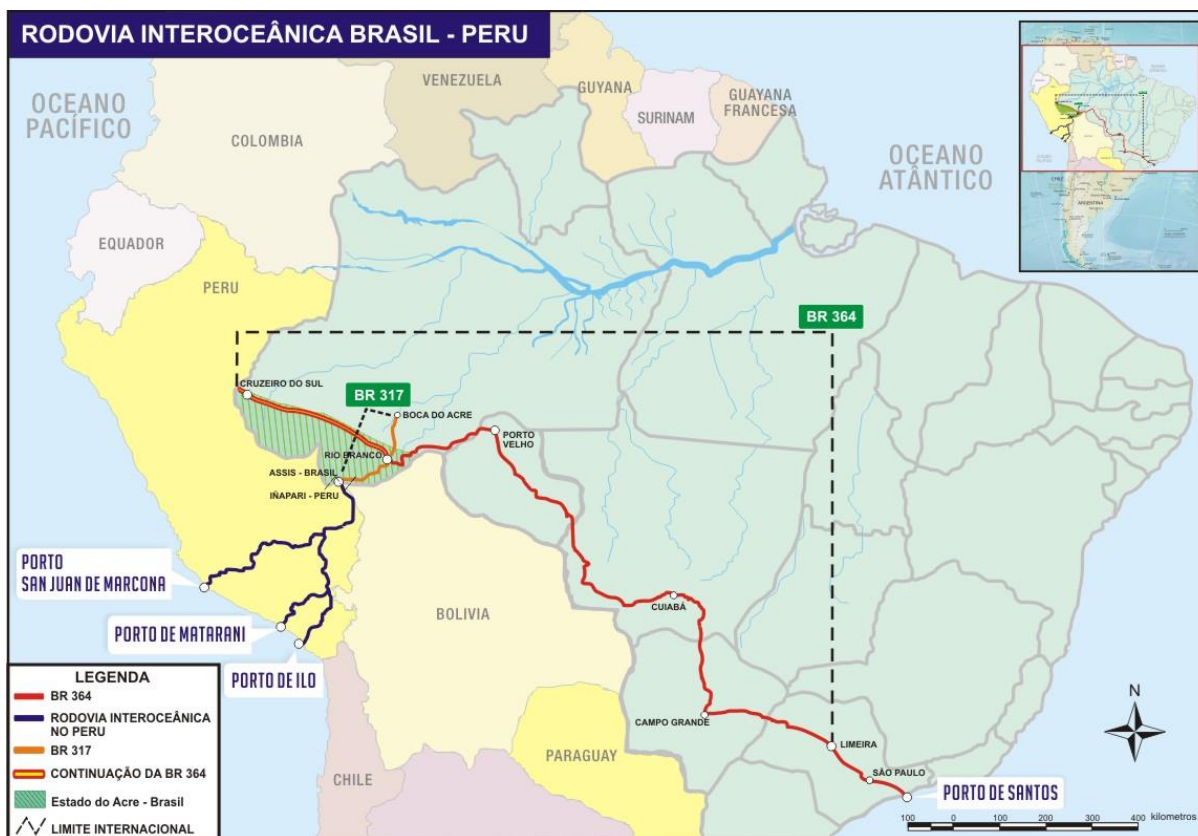 RODOVIA INTEROCEÂNICA BRASIL - PERU
OCEANO
PACÍFICO
VENEZUELA
GUYANA
SURINAM
GUAYANA
FRANCESA
COLOMBIA
OCEANO
ATLÂNTICO
EQUADOR
PERU
BR 364
CRUZEIRO DO SUL
BR 317
BOCA DO ACRE
PORTO
VELHO
RIO BRANCO
ASSIS - BRASIL
IÑAPARI - PERU
PORTO
SAN JUAN DE MARCONA
CUIABÁ
BOLIVIA
PORTO DE MATARANI
PORTO DE ILO
CAMPO GRANDE
LIMEIRA
PARAGUAY
SÃO PAULO
CHILE
PORTO DE SANTOS
N
100 0 100 200 300 400 kilometros
LEGENDA
BR 364
RODOVIA INTEROCEÂNICA
NO PERU
BR 317
CONTINUAÇÃO DA BR 364
Estado do Acre - Brasil
LIMITE INTERNACIONAL
ARGENTINA